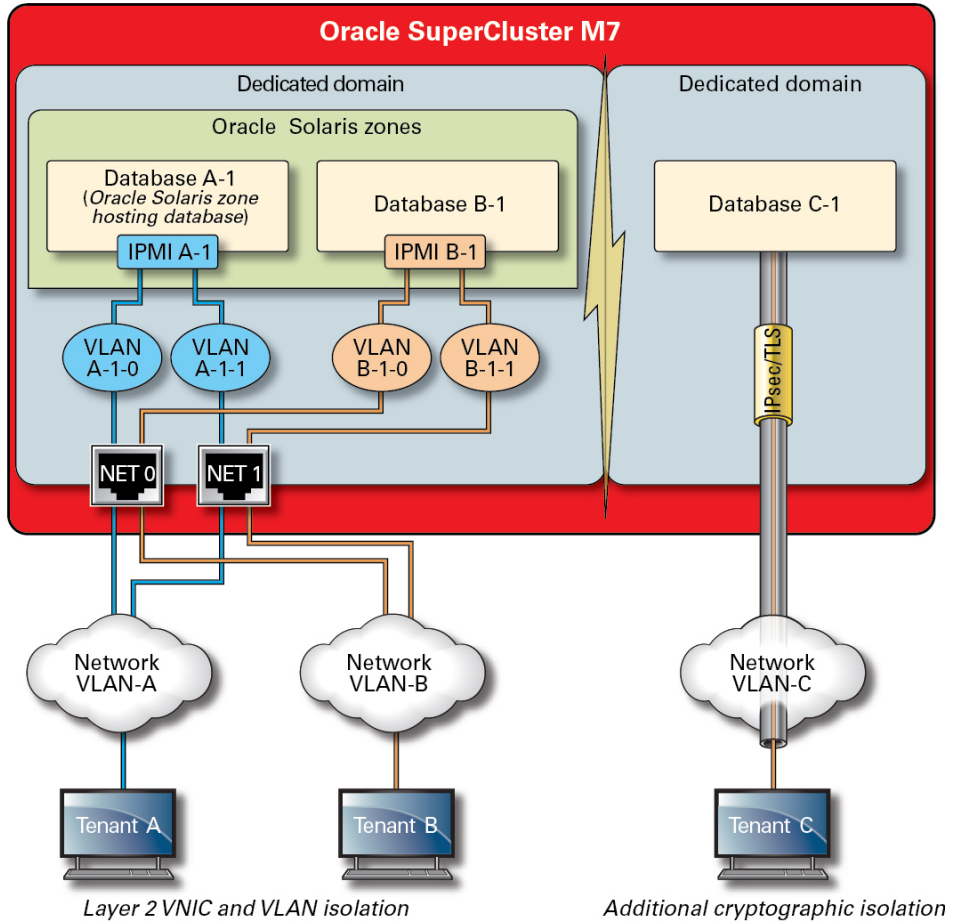 Oracle SuperCluster M7
Dedicated domain
Oracle Solaris zones
Database A-1
(Oracle Solaris zone
hosting database)
IPMI A-1
Database B-1
IPMI B-1
VLAN
A-1-0
VLAN
A-1-1
VLAN
B-1-0
VLAN
B-1-1
NET 0
NET 1
Dedicated domain
Database C-1
IPsec/TLS
Network
VLAN-A
Network
VLAN-B
Network
VLAN-C
Tenant A
Tenant B
Tenant C
Layer 2 VNIC and VLAN isolation
Additional cryptographic isolation